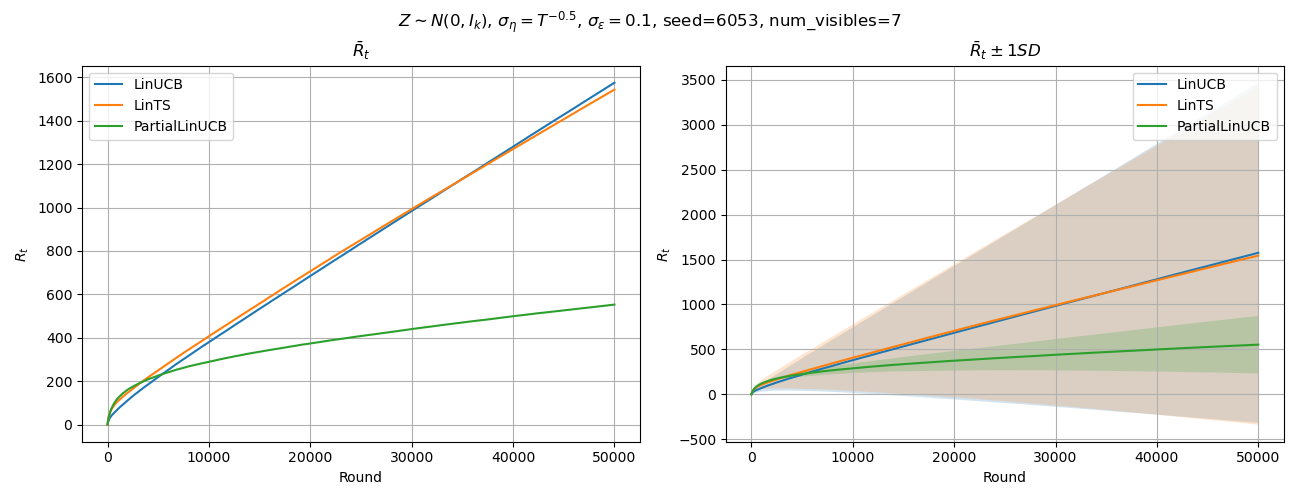 Z ~ N(0, I_k), σ_η = T^{-0.5}, σ_ε = 0.1, seed=6053, num_visibles=7
R̄_t
R_t
1600
1400
1200
1000
800
600
400
200
0
LinUCB
LinTS
PartialLinUCB
0
10000
20000
30000
40000
50000
Round
R̄_t ± 1SD
R_t
3500
3000
2500
2000
1500
1000
500
0
−500
LinUCB
LinTS
PartialLinUCB
0
10000
20000
30000
40000
50000
Round